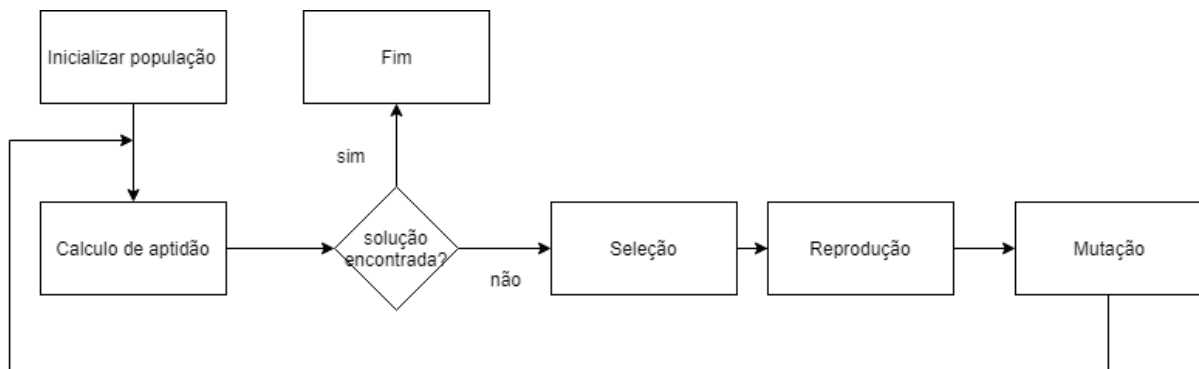 Inicializar população
Fim
sim
Calculo de aptidão
solução
encontrada?
não
Seleção
Reprodução
Mutação